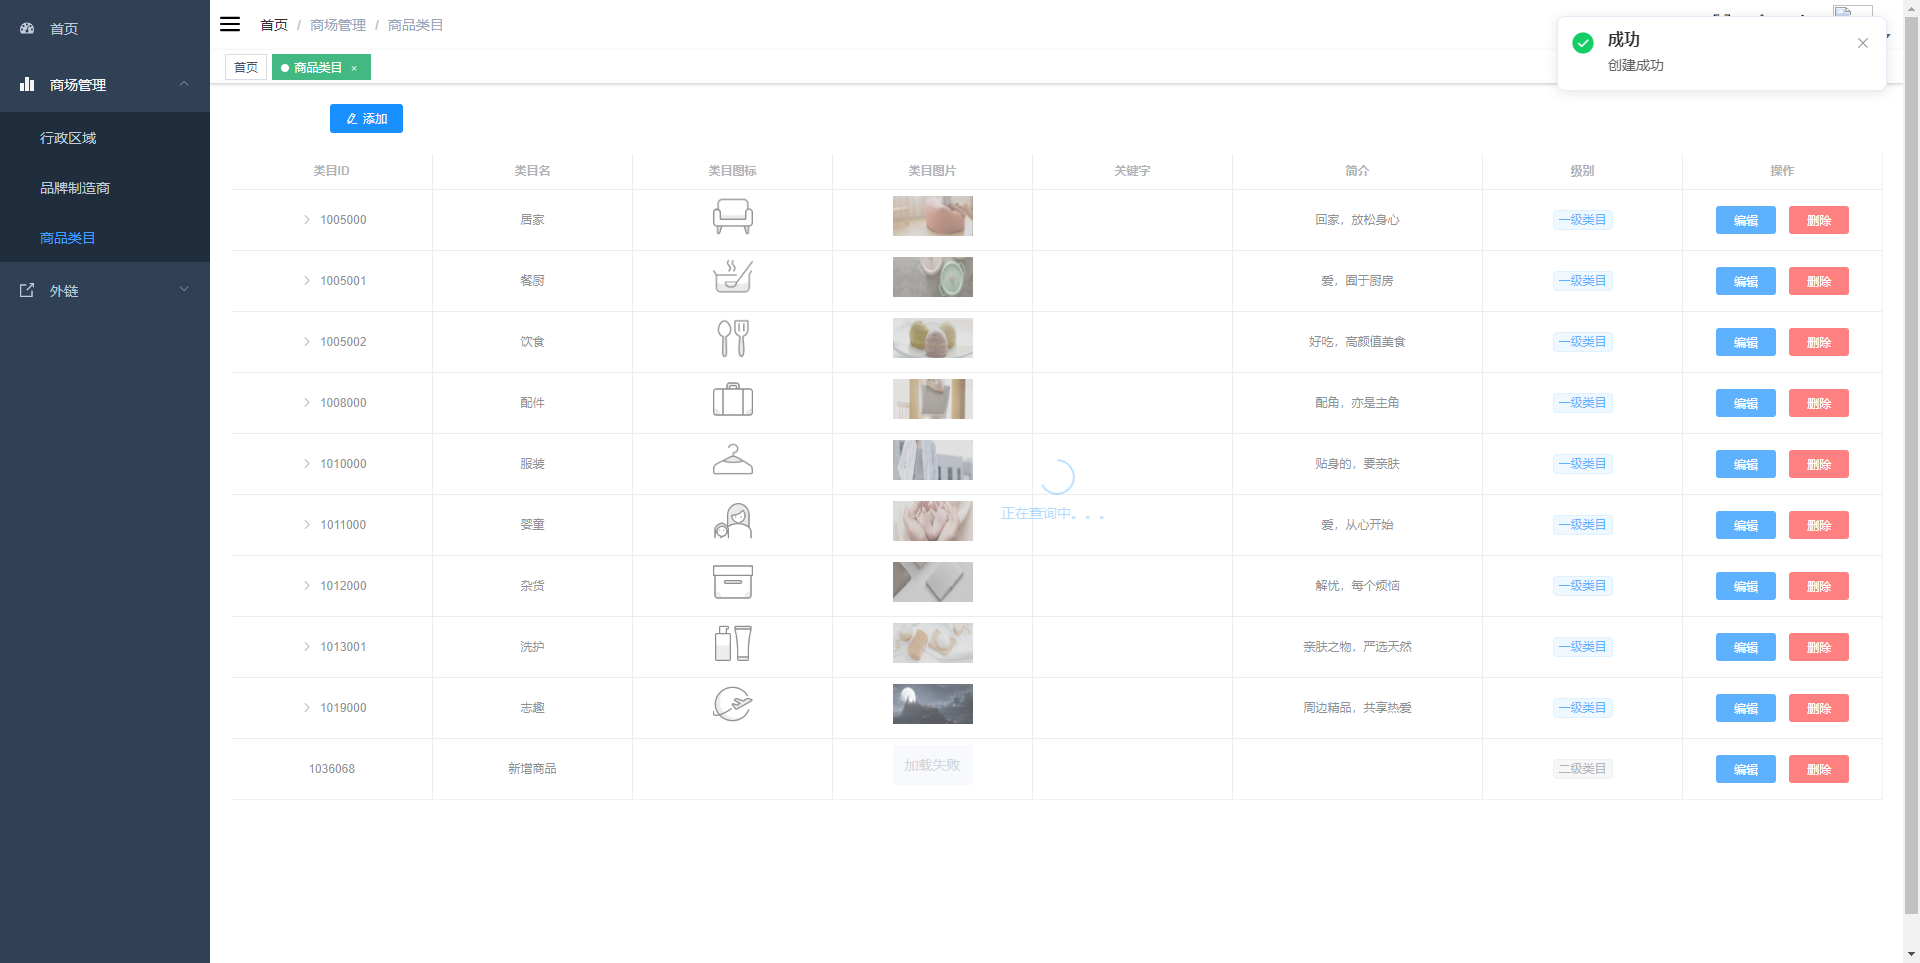 首页
商场管理
行政区域
品牌制造商
商品类目
外链
首页 / 商场管理 / 商品类目
首页
商品类目 ×
成功
创建成功
添加
类目ID 类目名 类目图标 类目图片 关键字 简介 级别 操作
1005000 居家 回家，放松身心 一级类目 编辑 删除
1005001 餐厨 爱，囿于厨房 一级类目 编辑 删除
1005002 饮食 好吃，高颜值美食 一级类目 编辑 删除
1008000 配件 配角，亦是主角 一级类目 编辑 删除
1010000 服装 贴身的，要亲肤 一级类目 编辑 删除
正在查询中。。。
1011000 婴童 爱，从心开始 一级类目 编辑 删除
1012000 杂货 解忧，每个烦恼 一级类目 编辑 删除
1013001 洗护 亲肤之物，严选天然 一级类目 编辑 删除
1019000 志趣 周边精品，共享热爱 一级类目 编辑 删除
1036068 新增商品 加载失败 二级类目 编辑 删除